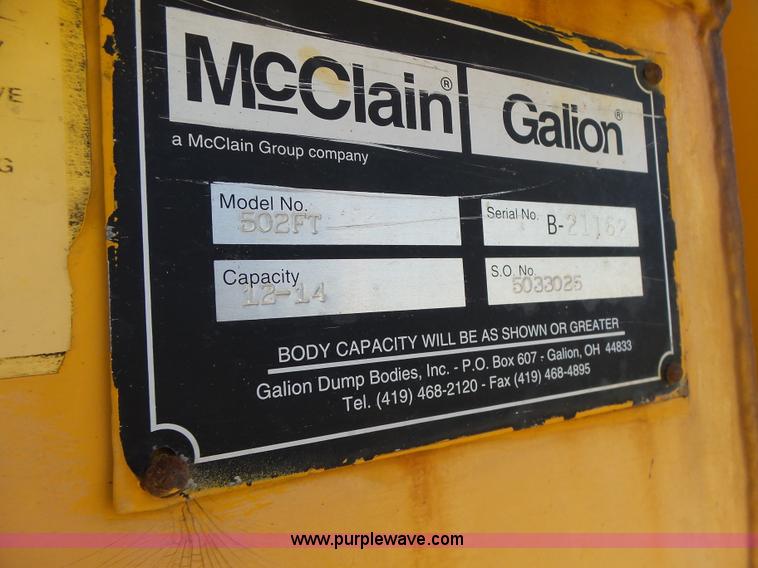 VE
G
McClain®
Galion®
a McClain Group company
Model No.
502FT
Serial No. B-21162
Capacity
12-14
S.O. No.
5033025
BODY CAPACITY WILL BE AS SHOWN OR GREATER
Galion Dump Bodies, Inc. - P.O. Box 607 - Galion, OH 44833
Tel. (419) 468-2120 - Fax (419) 468-4895
www.purplewave.com